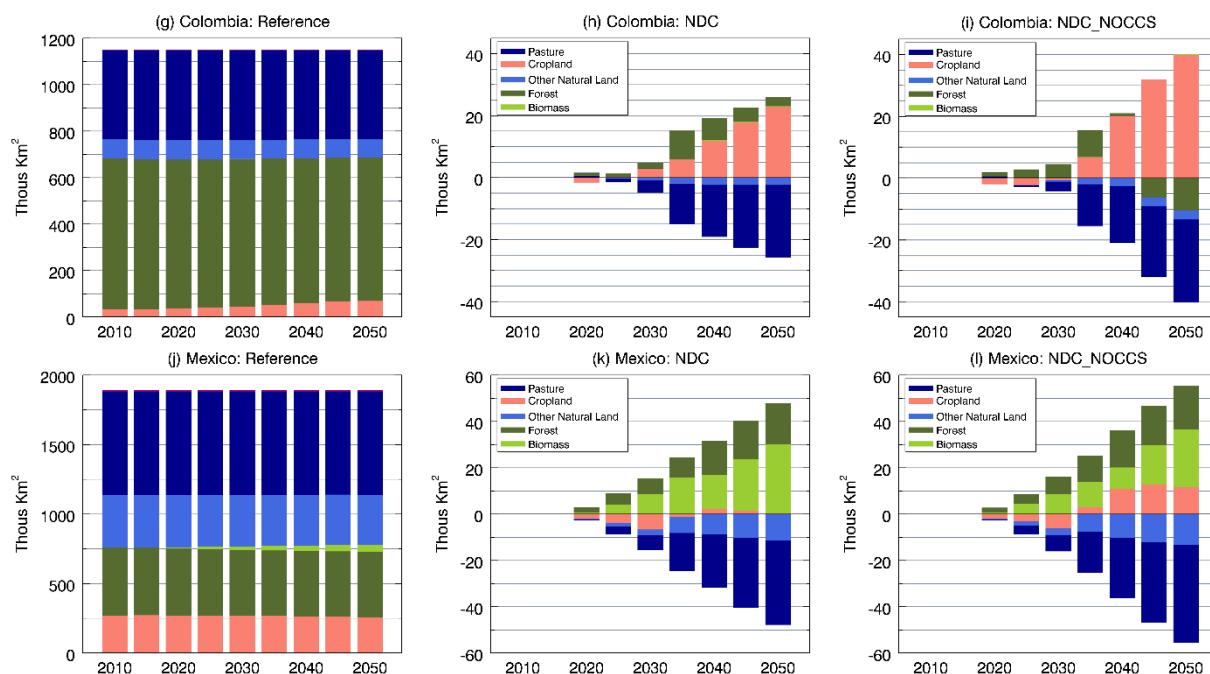 (g) Colombia: Reference
(h) Colombia: NDC
(i) Colombia: NDC_NOCCS
Thous Km²
1200
1000
800
600
400
200
0
2010 2020 2030 2040 2050
Thous Km²
40
20
0
-20
-40
Pasture
Cropland
Other Natural Land
Forest
Biomass
2010 2020 2030 2040 2050
Thous Km²
40
20
0
-20
-40
Pasture
Cropland
Other Natural Land
Forest
Biomass
2010 2020 2030 2040 2050
(j) Mexico: Reference
(k) Mexico: NDC
(l) Mexico: NDC_NOCCS
Thous Km²
2000
1500
1000
500
0
2010 2020 2030 2040 2050
Thous Km²
60
40
20
0
-20
-40
-60
Pasture
Cropland
Other Natural Land
Forest
Biomass
2010 2020 2030 2040 2050
Thous Km²
60
40
20
0
-20
-40
-60
Pasture
Cropland
Other Natural Land
Forest
Biomass
2010 2020 2030 2040 2050